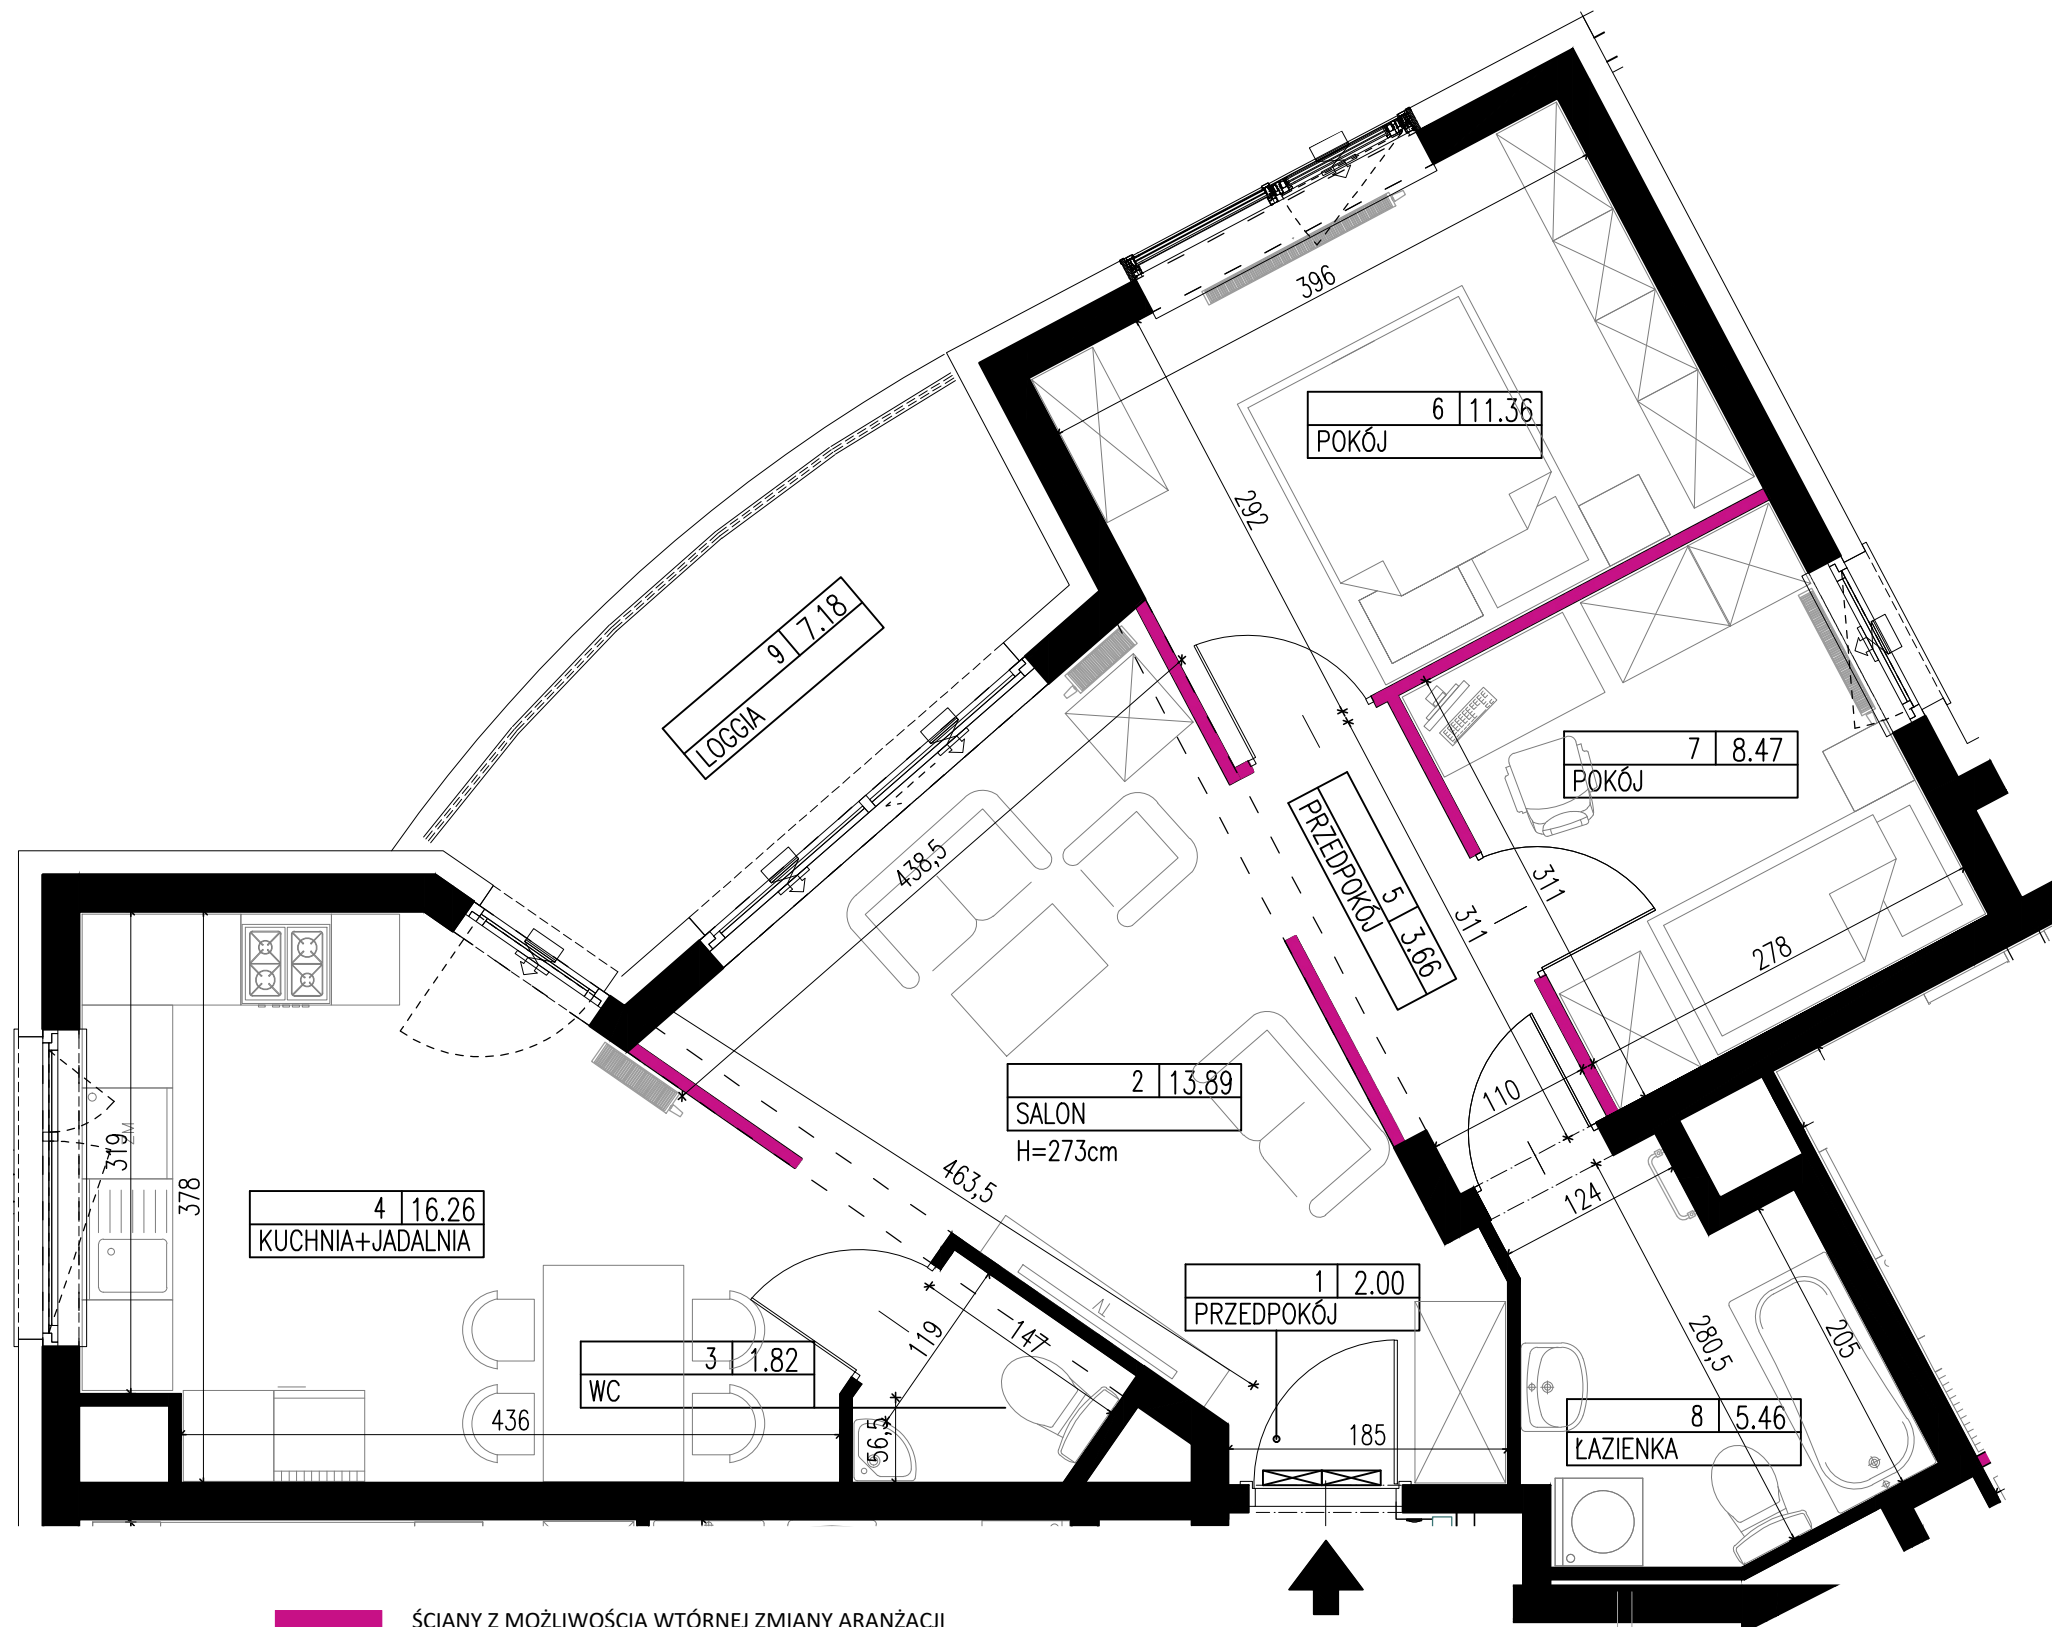 396
6 11.36
POKÓJ
292
9 7.18
LOGGIA
7 8.47
POKÓJ
438,5
5 3.66
PRZEDPOKÓJ
311
311
278
2 13.89
SALON
H=273cm
110
124
319
ZM
378
463,5
4 16.26
KUCHNIA+JADALNIA
1 2.00
PRZEDPOKÓJ
TV
119
147
280,5
205
3 1.82
WC
436
56,5
185
8 5.46
ŁAZIENKA
ŚCIANY Z MOŻLIWOŚCIĄ WTÓRNEJ ZMIANY ARANŻACJI